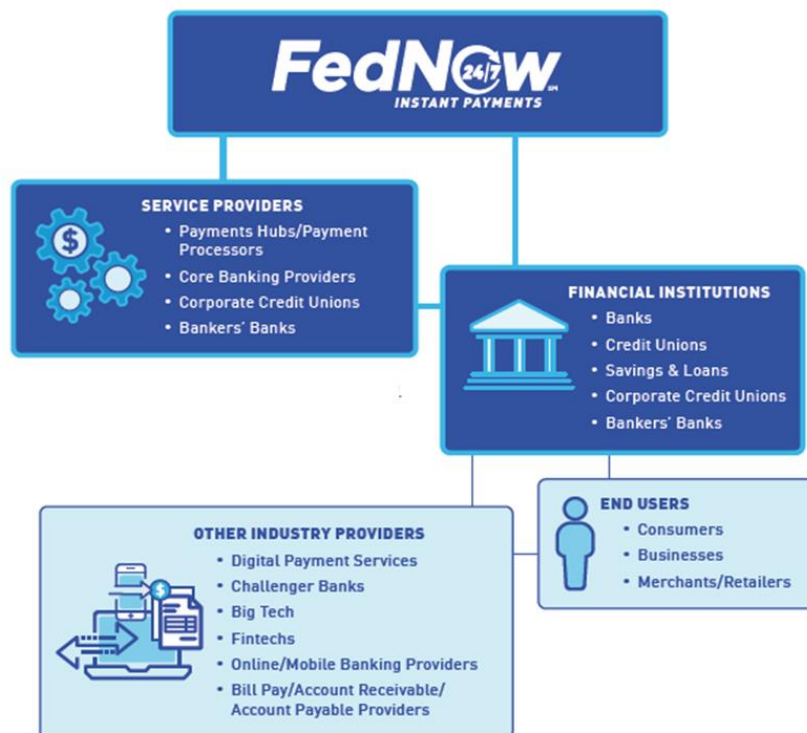 FedNow
24/7
SM
INSTANT PAYMENTS
SERVICE PROVIDERS
$
• Payments Hubs/Payment
Processors
• Core Banking Providers
• Corporate Credit Unions
• Bankers' Banks
FINANCIAL INSTITUTIONS
• Banks
• Credit Unions
• Savings & Loans
• Corporate Credit Unions
• Bankers' Banks
OTHER INDUSTRY PROVIDERS
$
• Digital Payment Services
• Challenger Banks
• Big Tech
• Fintechs
• Online/Mobile Banking Providers
• Bill Pay/Account Receivable/
Account Payable Providers
END USERS
• Consumers
• Businesses
• Merchants/Retailers